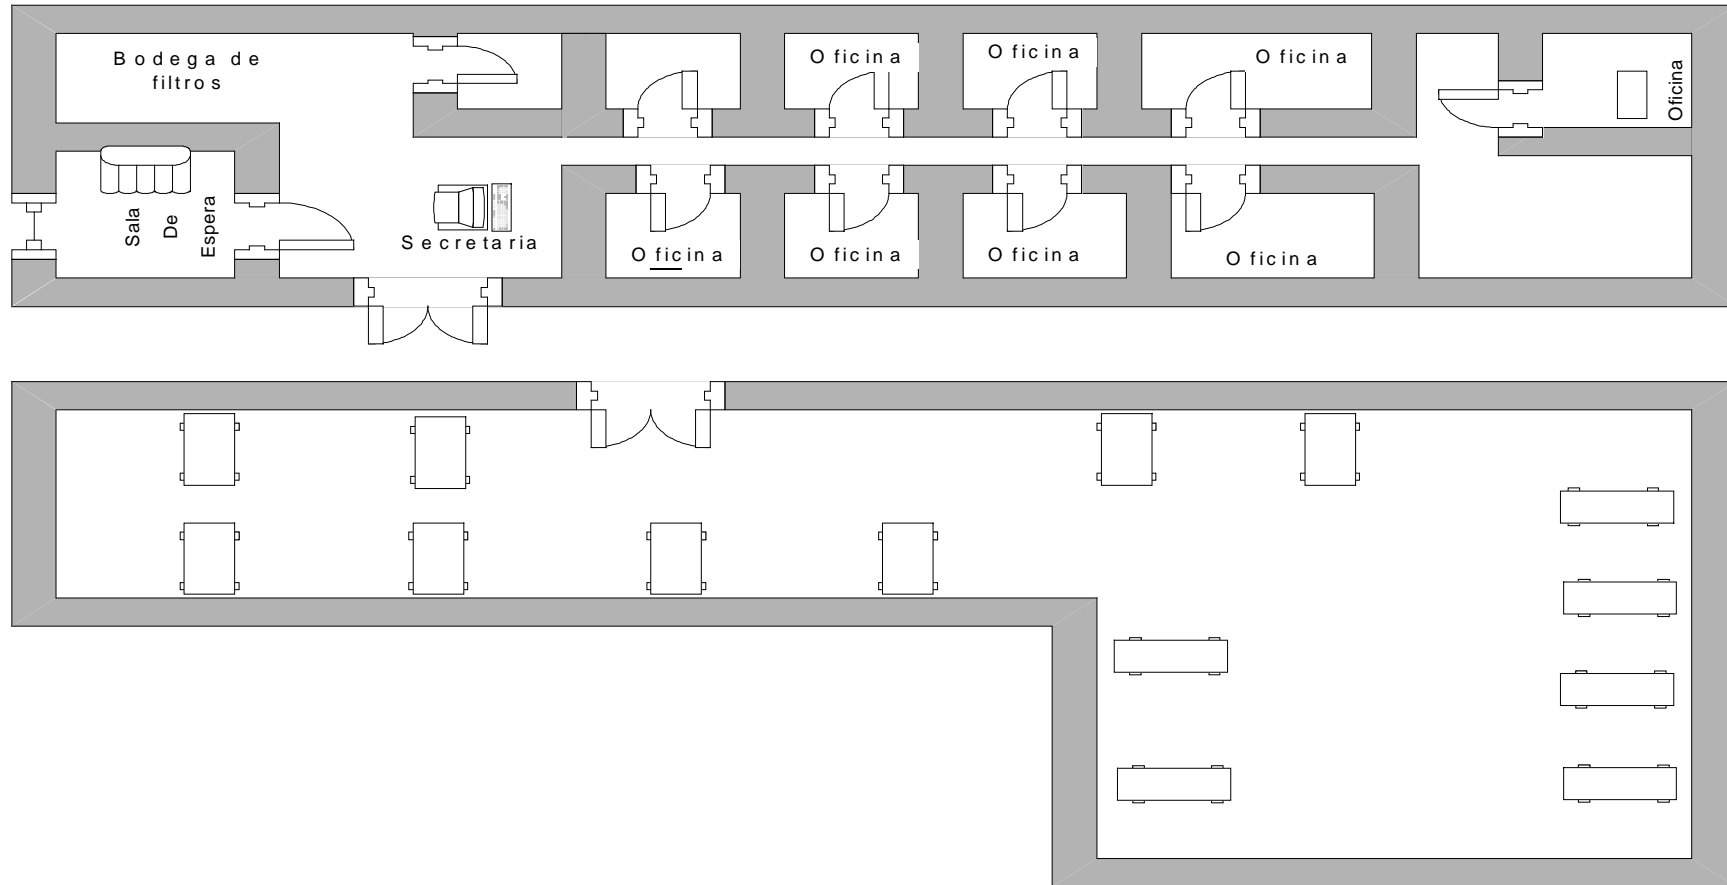 Bodega de
filtros
Oficina
Oficina
Oficina
Oficina
Sala
De
Espera
Secretaria
Oficina
Oficina
Oficina
Oficina